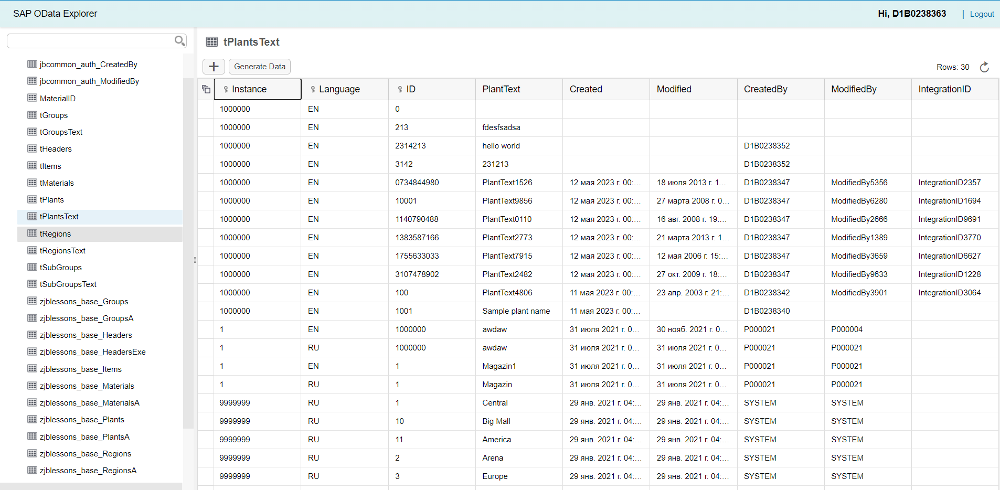 SAP OData Explorer
Hi, D1B0238363 | Logout
jbcommon_auth_CreatedBy
jbcommon_auth_ModifiedBy
MaterialID
tGroups
tGroupsText
tHeaders
tItems
tMaterials
tPlants
tPlantsText
tRegions
tRegionsText
tSubGroups
tSubGroupsText
zjblessons_base_Groups
zjblessons_base_GroupsA
zjblessons_base_Headers
zjblessons_base_HeadersExe
zjblessons_base_Items
zjblessons_base_Materials
zjblessons_base_MaterialsA
zjblessons_base_Plants
zjblessons_base_PlantsA
zjblessons_base_Regions
zjblessons_base_RegionsA
tPlantsText
Generate Data
Rows: 30
Instance Language ID PlantText Created Modified CreatedBy ModifiedBy IntegrationID
1000000 EN 0
1000000 EN 213 fdesfsadsa
1000000 EN 2314213 hello world D1B0238352
1000000 EN 3142 231213 D1B0238352
1000000 EN 0734844980 PlantText1526 12 мая 2023 г. 00:... 18 июля 2013 г. 1... D1B0238347 ModifiedBy5356 IntegrationID2357
1000000 EN 10001 PlantText9856 12 мая 2023 г. 00:... 27 марта 2008 г. 0... D1B0238347 ModifiedBy6280 IntegrationID1694
1000000 EN 1140790488 PlantText0110 12 мая 2023 г. 00:... 16 авг. 2008 г. 19:... D1B0238347 ModifiedBy2666 IntegrationID9691
1000000 EN 1383587166 PlantText2773 12 мая 2023 г. 00:... 21 марта 2013 г. 1... D1B0238347 ModifiedBy1389 IntegrationID3770
1000000 EN 1755633033 PlantText7915 12 мая 2023 г. 00:... 12 мая 2006 г. 15:... D1B0238347 ModifiedBy3659 IntegrationID6627
1000000 EN 3107478902 PlantText2482 12 мая 2023 г. 00:... 27 окт. 2009 г. 18:... D1B0238347 ModifiedBy9633 IntegrationID1228
1000000 EN 100 PlantText4806 11 мая 2023 г. 00:... 23 апр. 2003 г. 21:... D1B0238342 ModifiedBy3901 IntegrationID3064
1000000 EN 1001 Sample plant name 11 мая 2023 г. 00:... D1B0238340
1 EN 1000000 awdaw 31 июля 2021 г. 0... 30 нояб. 2021 г. 0... P000021 P000004
1 RU 1000000 awdaw 31 июля 2021 г. 0... 31 июля 2021 г. 0... P000021 P000021
1 EN 1 Magazin1 31 июля 2021 г. 0... 31 июля 2021 г. 0... P000021 P000021
1 RU 1 Magazin 31 июля 2021 г. 0... 31 июля 2021 г. 0... P000021 P000021
9999999 RU 1 Central 29 янв. 2021 г. 04:... 29 янв. 2021 г. 04:... SYSTEM SYSTEM
9999999 RU 10 Big Mall 29 янв. 2021 г. 04:... 29 янв. 2021 г. 04:... SYSTEM SYSTEM
9999999 RU 11 America 29 янв. 2021 г. 04:... 29 янв. 2021 г. 04:... SYSTEM SYSTEM
9999999 RU 2 Arena 29 янв. 2021 г. 04:... 29 янв. 2021 г. 04:... SYSTEM SYSTEM
9999999 RU 3 Europe 29 янв. 2021 г. 04:... 29 янв. 2021 г. 04:... SYSTEM SYSTEM